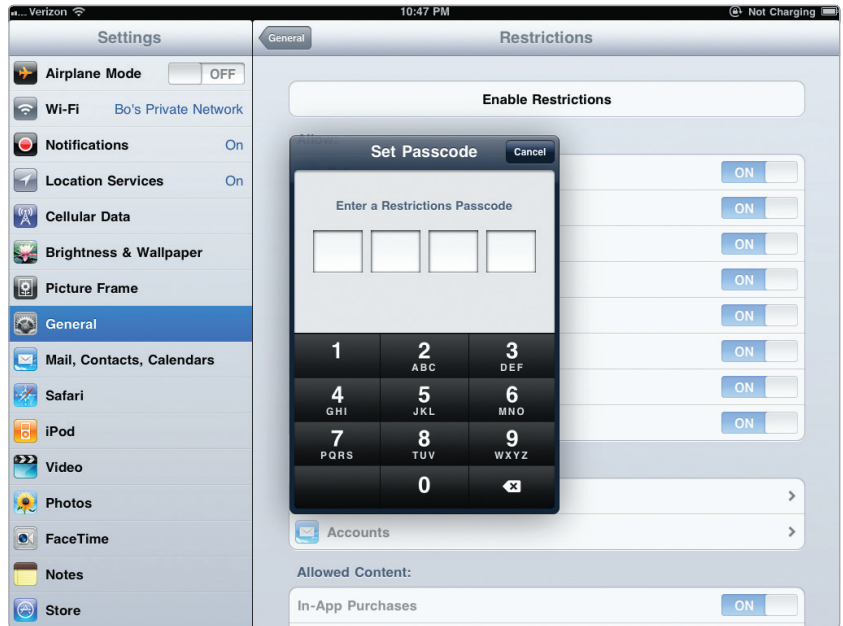 Verizon
10:47 PM
Not Charging
Settings
General
Restrictions
Airplane Mode
OFF
Wi-Fi
Bo's Private Network
Notifications
On
Location Services
On
Cellular Data
Brightness & Wallpaper
Picture Frame
General
Mail, Contacts, Calendars
Safari
iPod
Video
Photos
FaceTime
Notes
Store
Enable Restrictions
Allow:
Set Passcode
Cancel
Enter a Restrictions Passcode
1
2
ABC
3
DEF
4
GHI
5
JKL
6
MNO
7
PQRS
8
TUV
9
WXYZ
0
ON
ON
ON
ON
ON
ON
ON
ON
Accounts
Allowed Content:
In-App Purchases
ON